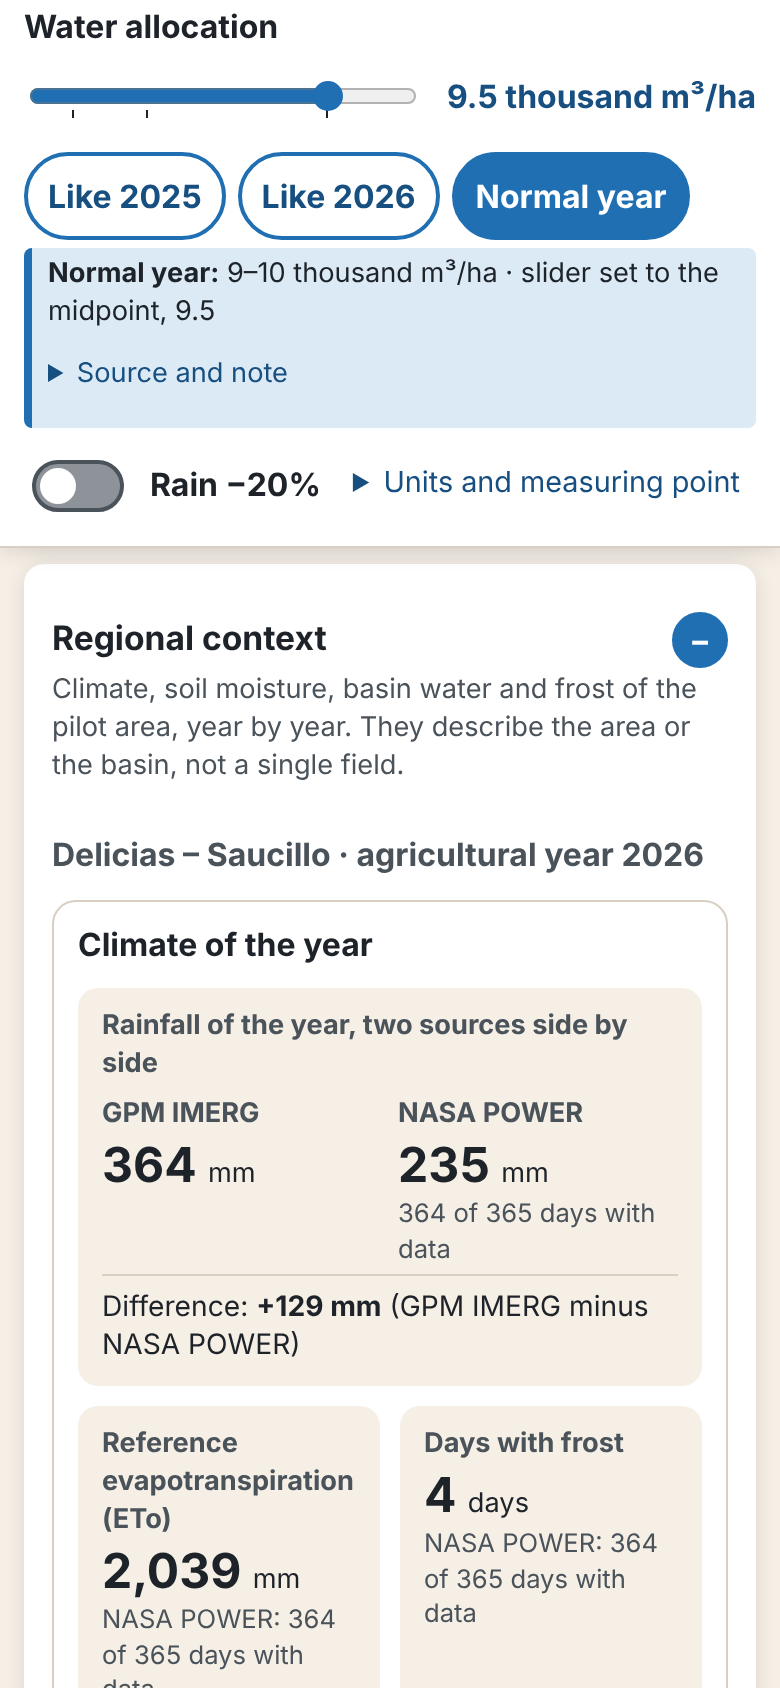 Water allocation
9.5 thousand m³/ha
Like 2025
Like 2026
Normal year
Normal year: 9–10 thousand m³/ha · slider set to the
midpoint, 9.5
▶ Source and note
Rain −20%
▶ Units and measuring point
Regional context
–
Climate, soil moisture, basin water and frost of the
pilot area, year by year. They describe the area or
the basin, not a single field.
Delicias – Saucillo · agricultural year 2026
Climate of the year
Rainfall of the year, two sources side by
side
GPM IMERG
364 mm
NASA POWER
235 mm
364 of 365 days with
data
Difference: +129 mm (GPM IMERG minus
NASA POWER)
Reference
evapotranspiration
(ETo)
2,039 mm
NASA POWER: 364
of 365 days with
data
Days with frost
4 days
NASA POWER: 364
of 365 days with
data